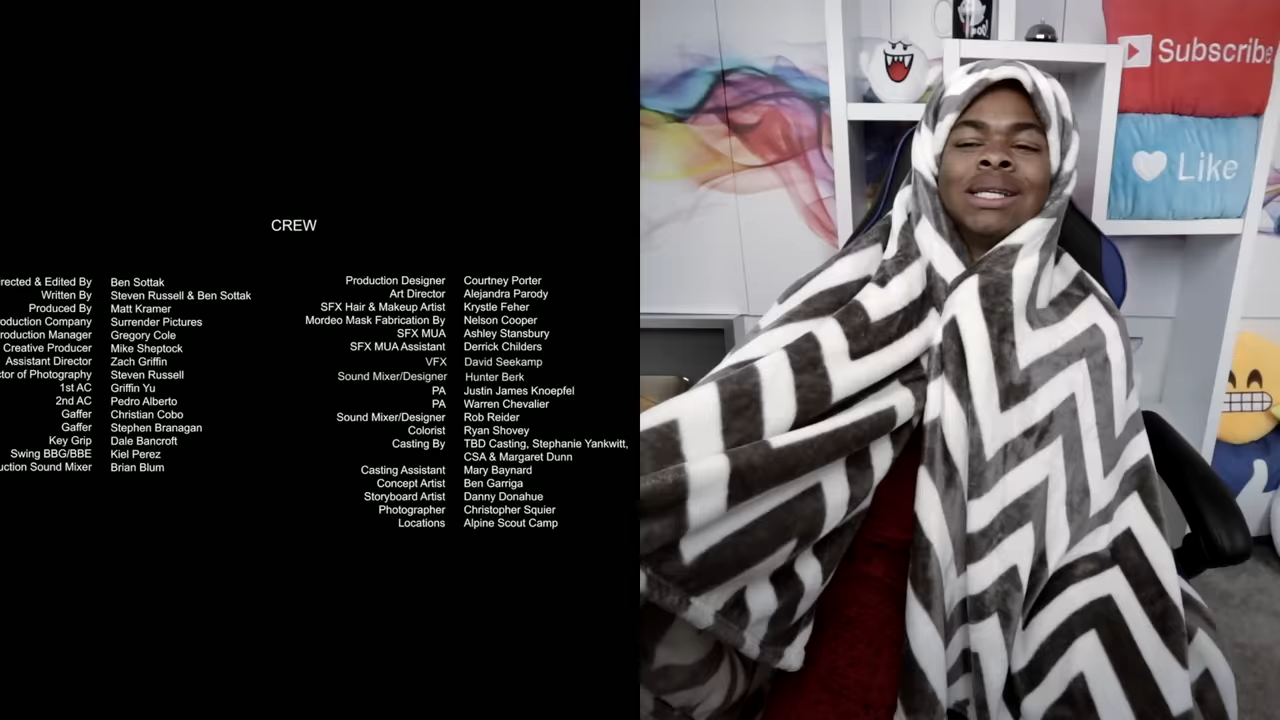 CREW
rected & Edited By Ben Sottak
Written By Steven Russell & Ben Sottak
Produced By Matt Kramer
oduction Company Surrender Pictures
roduction Manager Gregory Cole
Creative Producer Mike Sheptock
Assistant Director Zach Griffin
ctor of Photography Steven Russell
1st AC Griffin Yu
2nd AC Pedro Alberto
Gaffer Christian Cobo
Gaffer Stephen Branagan
Key Grip Dale Bancroft
Swing BBG/BBE Kiel Perez
uction Sound Mixer Brian Blum
Production Designer Courtney Porter
Art Director Alejandra Parody
SFX Hair & Makeup Artist Krystle Feher
Mordeo Mask Fabrication By Nelson Cooper
SFX MUA Ashley Stansbury
SFX MUA Assistant Derrick Childers
VFX David Seekamp
Sound Mixer/Designer Hunter Berk
PA Justin James Knoepfel
PA Warren Chevalier
Sound Mixer/Designer Rob Reider
Colorist Ryan Shovey
Casting By TBD Casting, Stephanie Yankwitt,
CSA & Margaret Dunn
Casting Assistant Mary Baynard
Concept Artist Ben Garriga
Storyboard Artist Danny Donahue
Photographer Christopher Squier
Locations Alpine Scout Camp
Subscribe
Like